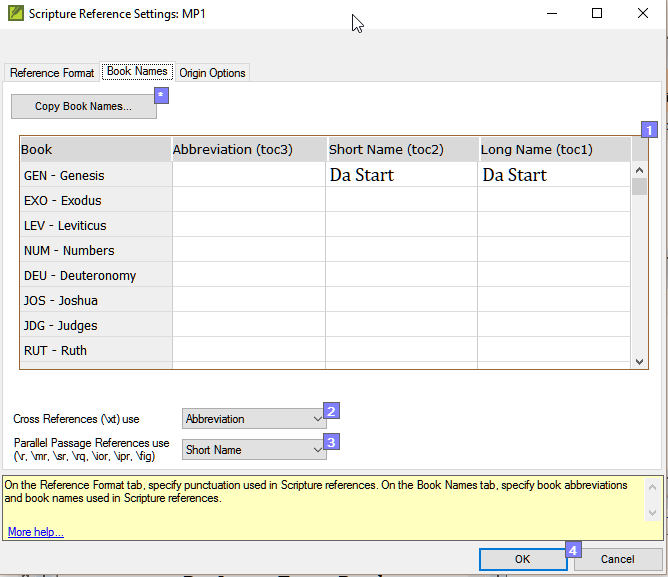 Scripture Reference Settings: MP1
Reference Format Book Names Origin Options
Copy Book Names... *
1
Book Abbreviation (toc3) Short Name (toc2) Long Name (toc1)
GEN - Genesis Da Start Da Start
EXO - Exodus
LEV - Leviticus
NUM - Numbers
DEU - Deuteronomy
JOS - Joshua
JDG - Judges
RUT - Ruth
Cross References (\xt) use Abbreviation 2
Parallel Passage References use
(\r, \mr, \sr, \rq, \ior, \ipr, \fig) Short Name 3
On the Reference Format tab, specify punctuation used in Scripture references. On the Book Names tab, specify book abbreviations
and book names used in Scripture references.
More help...
OK 4 Cancel